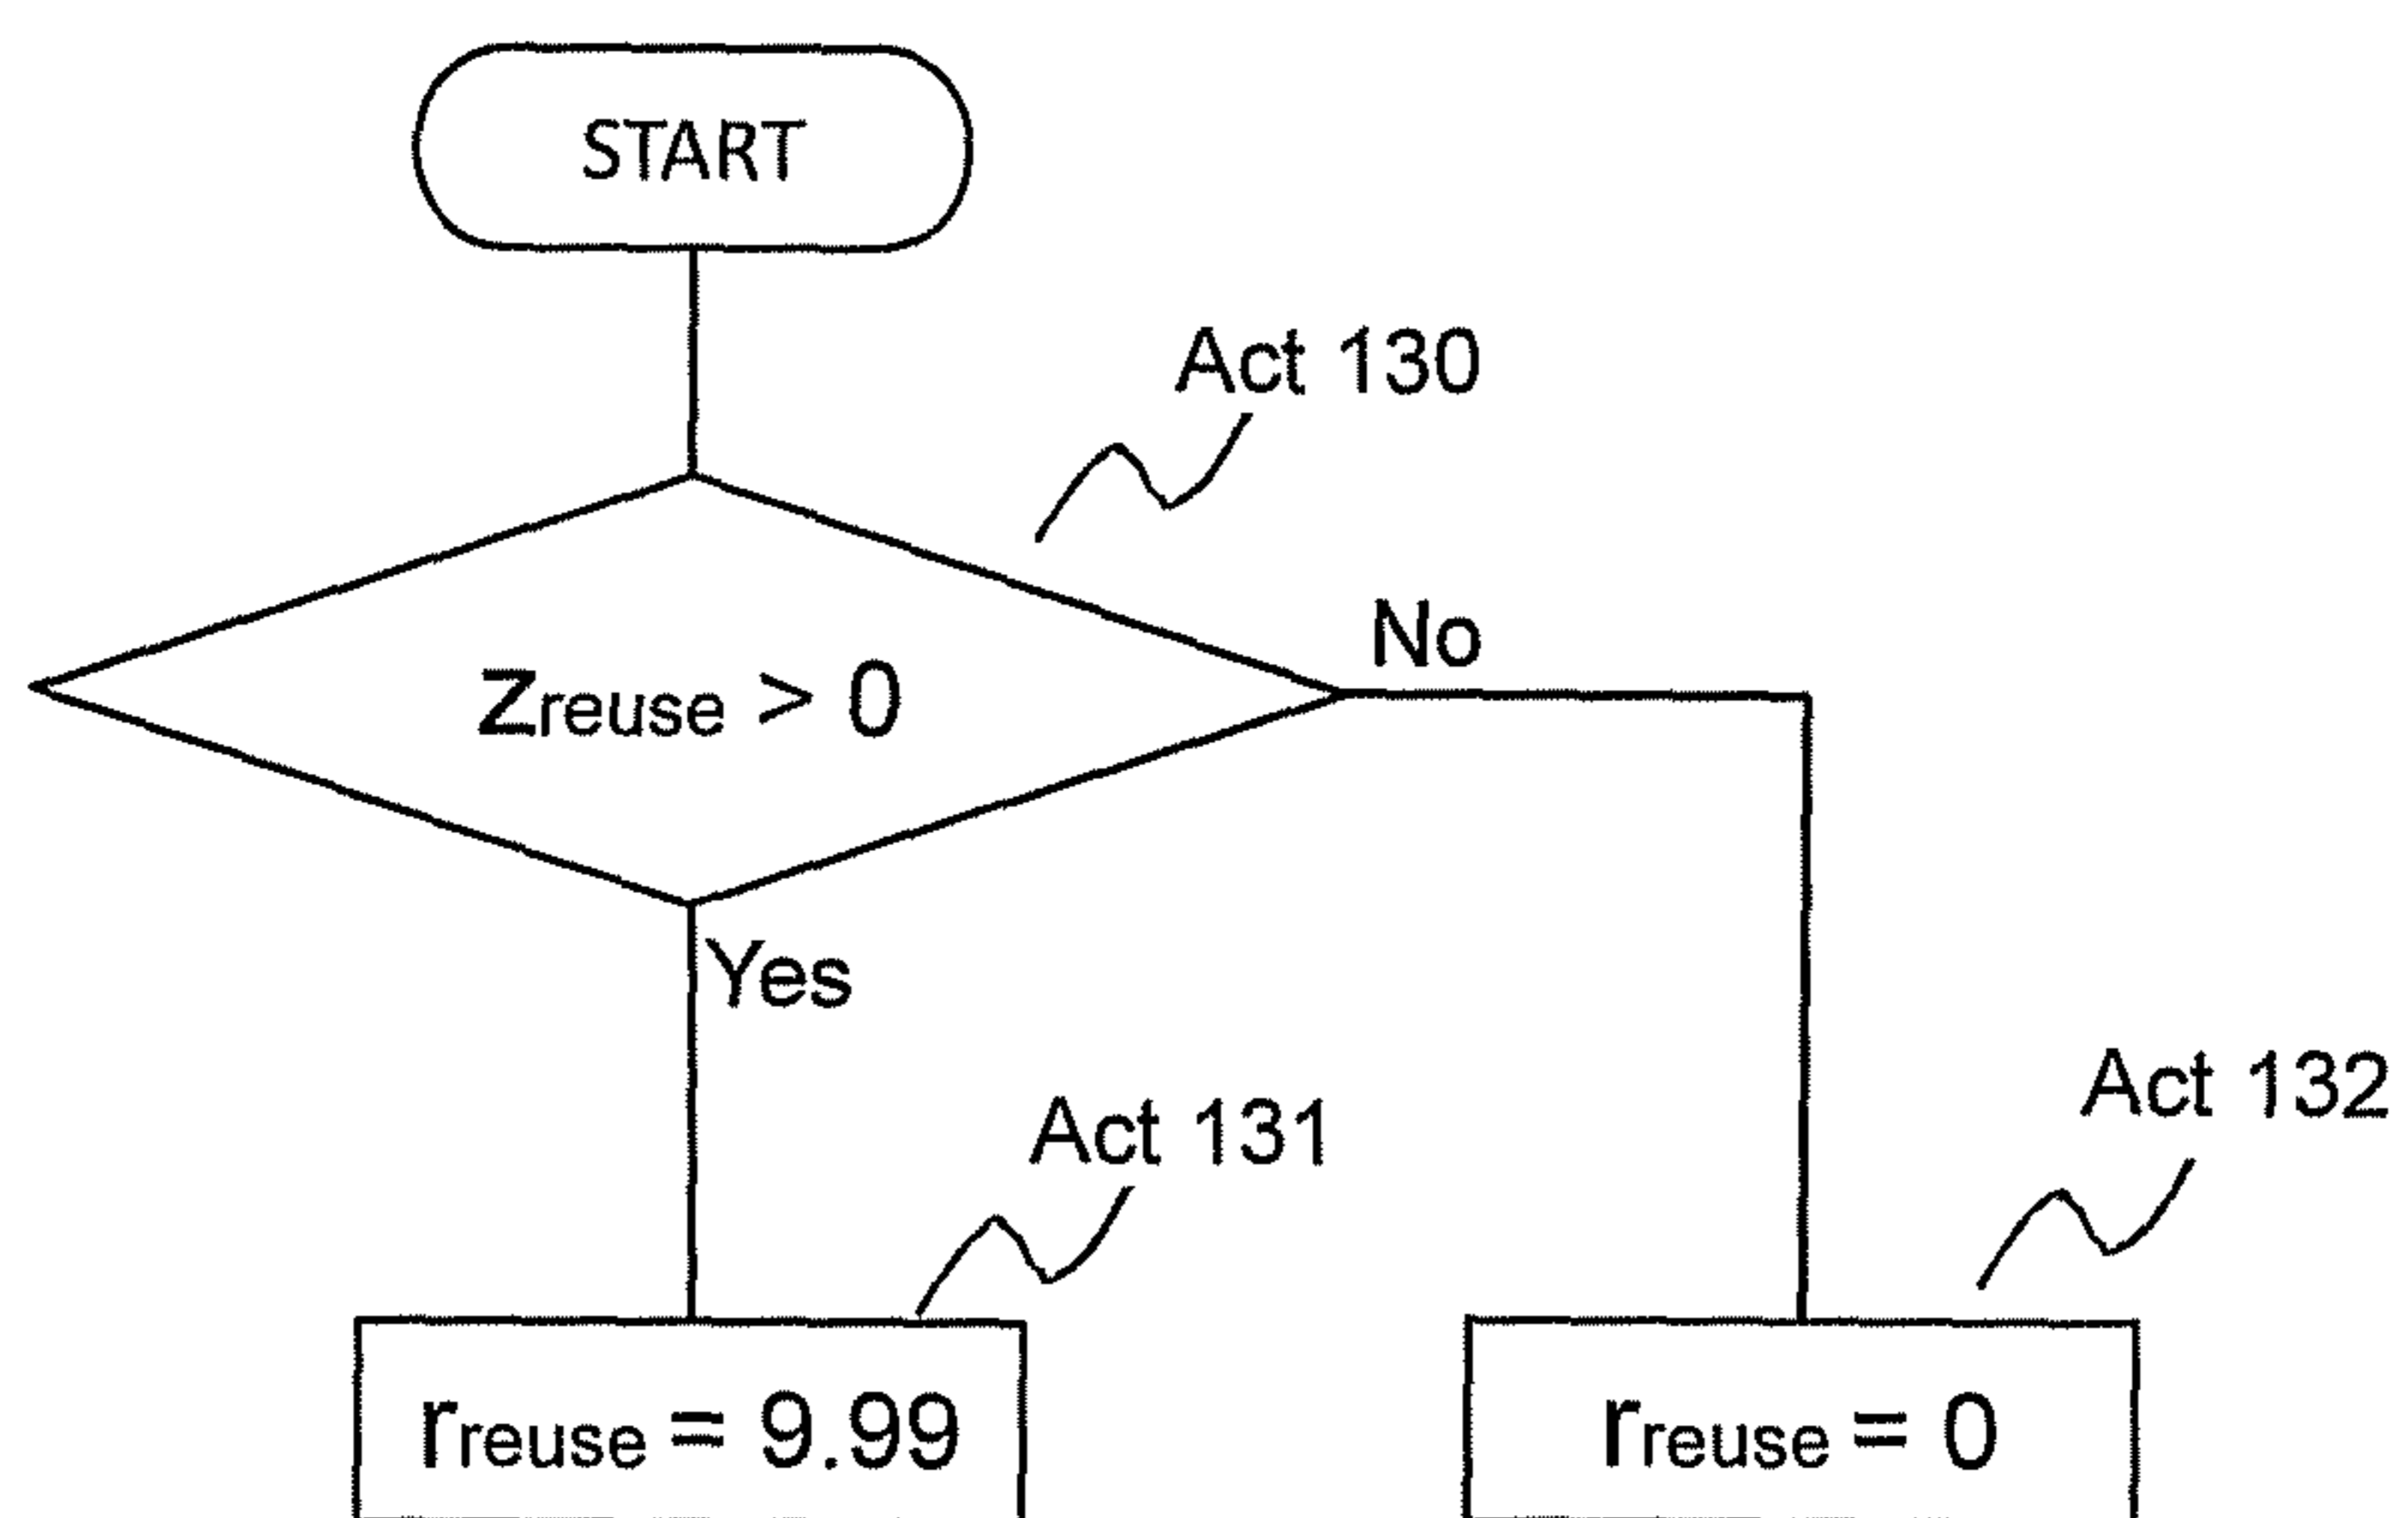 START
Act 130
No
Zreuse > 0
Yes
Act 132
Act 131
rreuse = 9.99
rreuse = 0